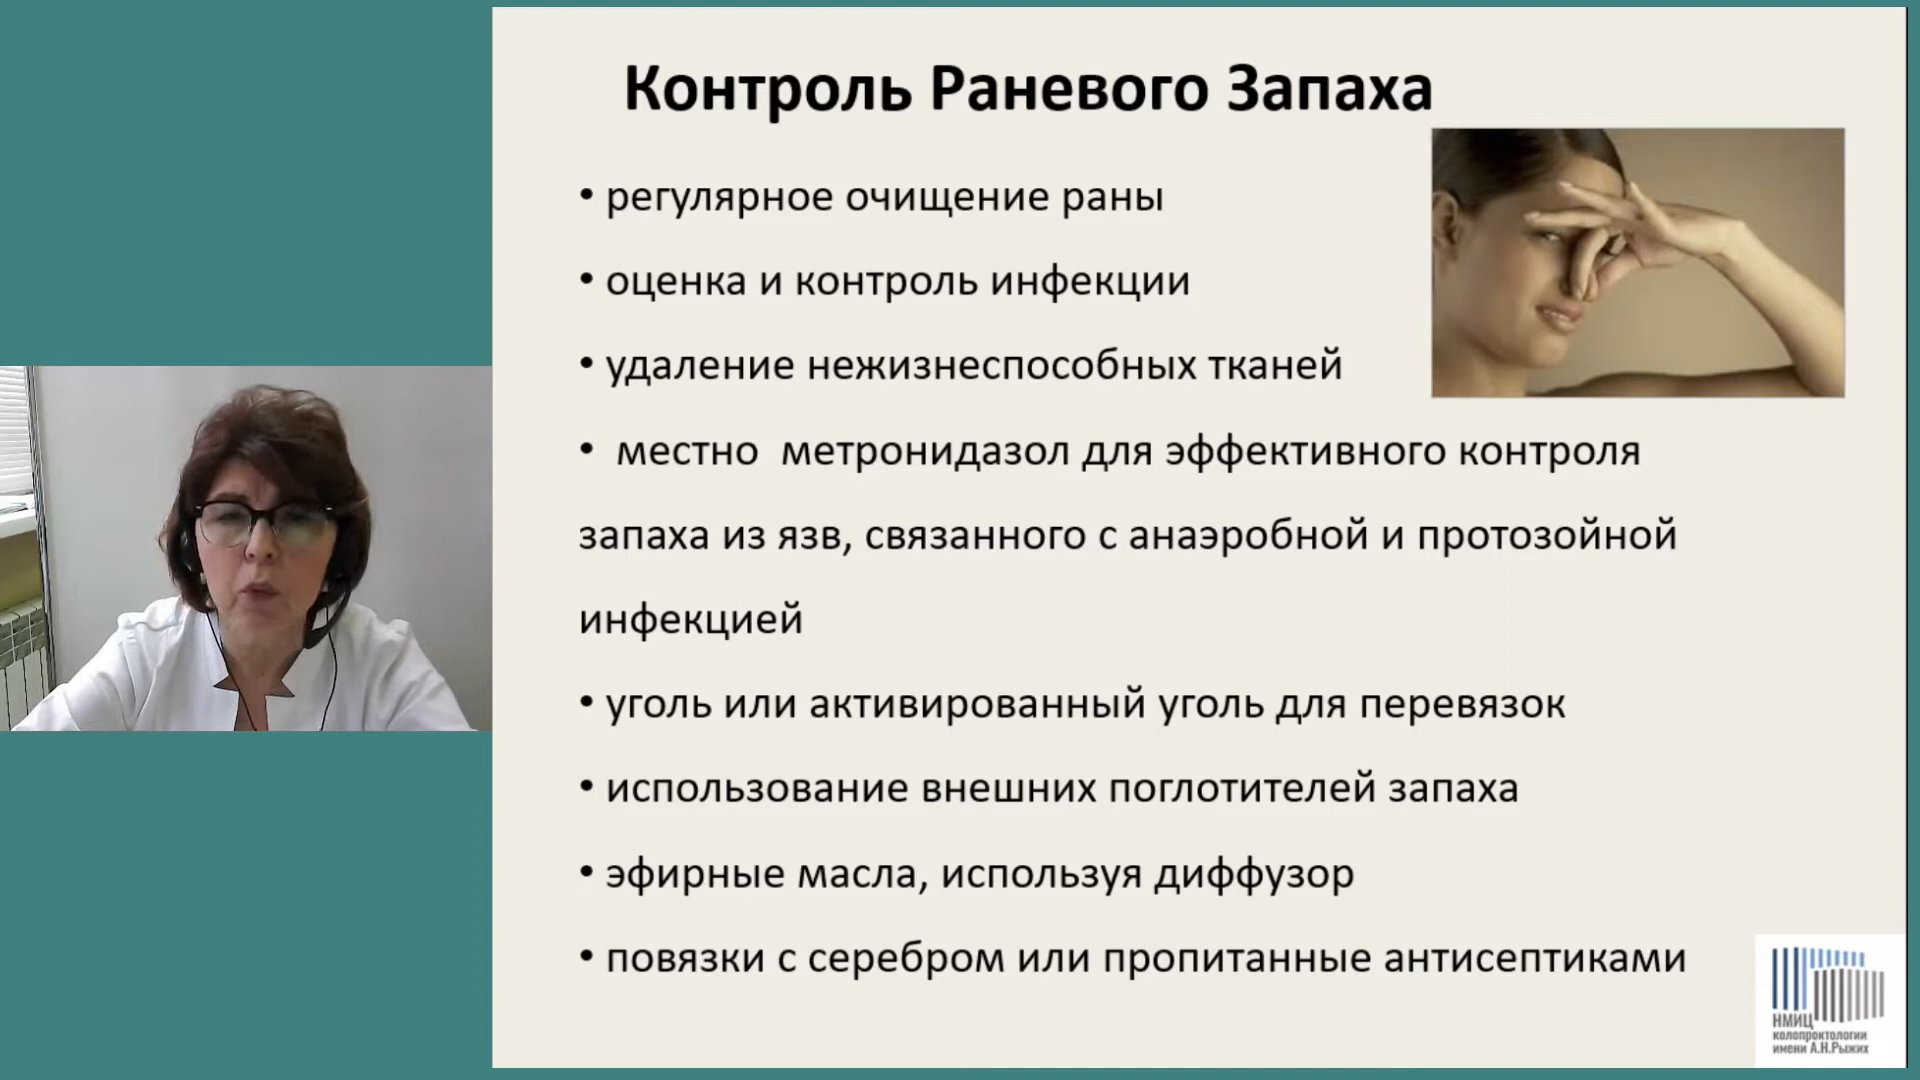 Контроль Раневого Запаха
• регулярное очищение раны
• оценка и контроль инфекции
• удаление нежизнеспособных тканей
• местно метронидазол для эффективного контроля
запаха из язв, связанного с анаэробной и протозойной
инфекцией
• уголь или активированный уголь для перевязок
• использование внешних поглотителей запаха
• эфирные масла, используя диффузор
• повязки с серебром или пропитанные антисептиками
НМИЦ
колопроктологии
имени А.Н.Рыжих